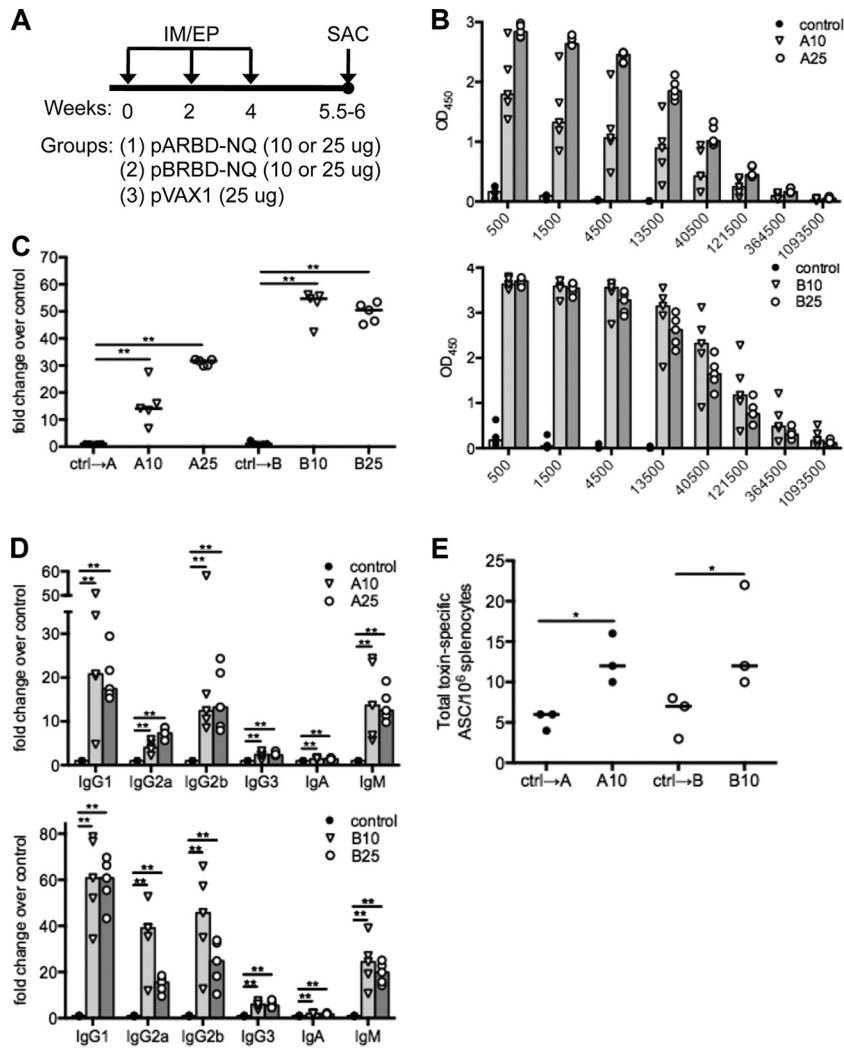 A
IM/EP
SAC
Weeks: 0 2 4 5.5-6
Groups: (1) pARBD-NQ (10 or 25 ug)
(2) pBRBD-NQ (10 or 25 ug)
(3) pVAX1 (25 ug)
B
OD450
3
2
1
0
control
A10
A25
500 1500 4500 13500 40500 121500 364500 1093500
OD450
4
3
2
1
0
control
B10
B25
500 1500 4500 13500 40500 121500 364500 1093500
C
fold change over control
70
60
50
40
30
20
10
0
**
**
**
**
ctrl→A A10 A25 ctrl→B B10 B25
D
fold change over control
60
50
30
20
10
0
control
A10
A25
** ** ** ** ** **
** ** ** ** ** **
IgG1 IgG2a IgG2b IgG3 IgA IgM
fold change over control
80
60
40
20
0
control
B10
B25
** ** ** ** ** **
** ** ** ** ** **
IgG1 IgG2a IgG2b IgG3 IgA IgM
E
Total toxin-specific
ASC/10⁶ splenocytes
25
20
15
10
5
0
*
*
ctrl→A A10 ctrl→B B10